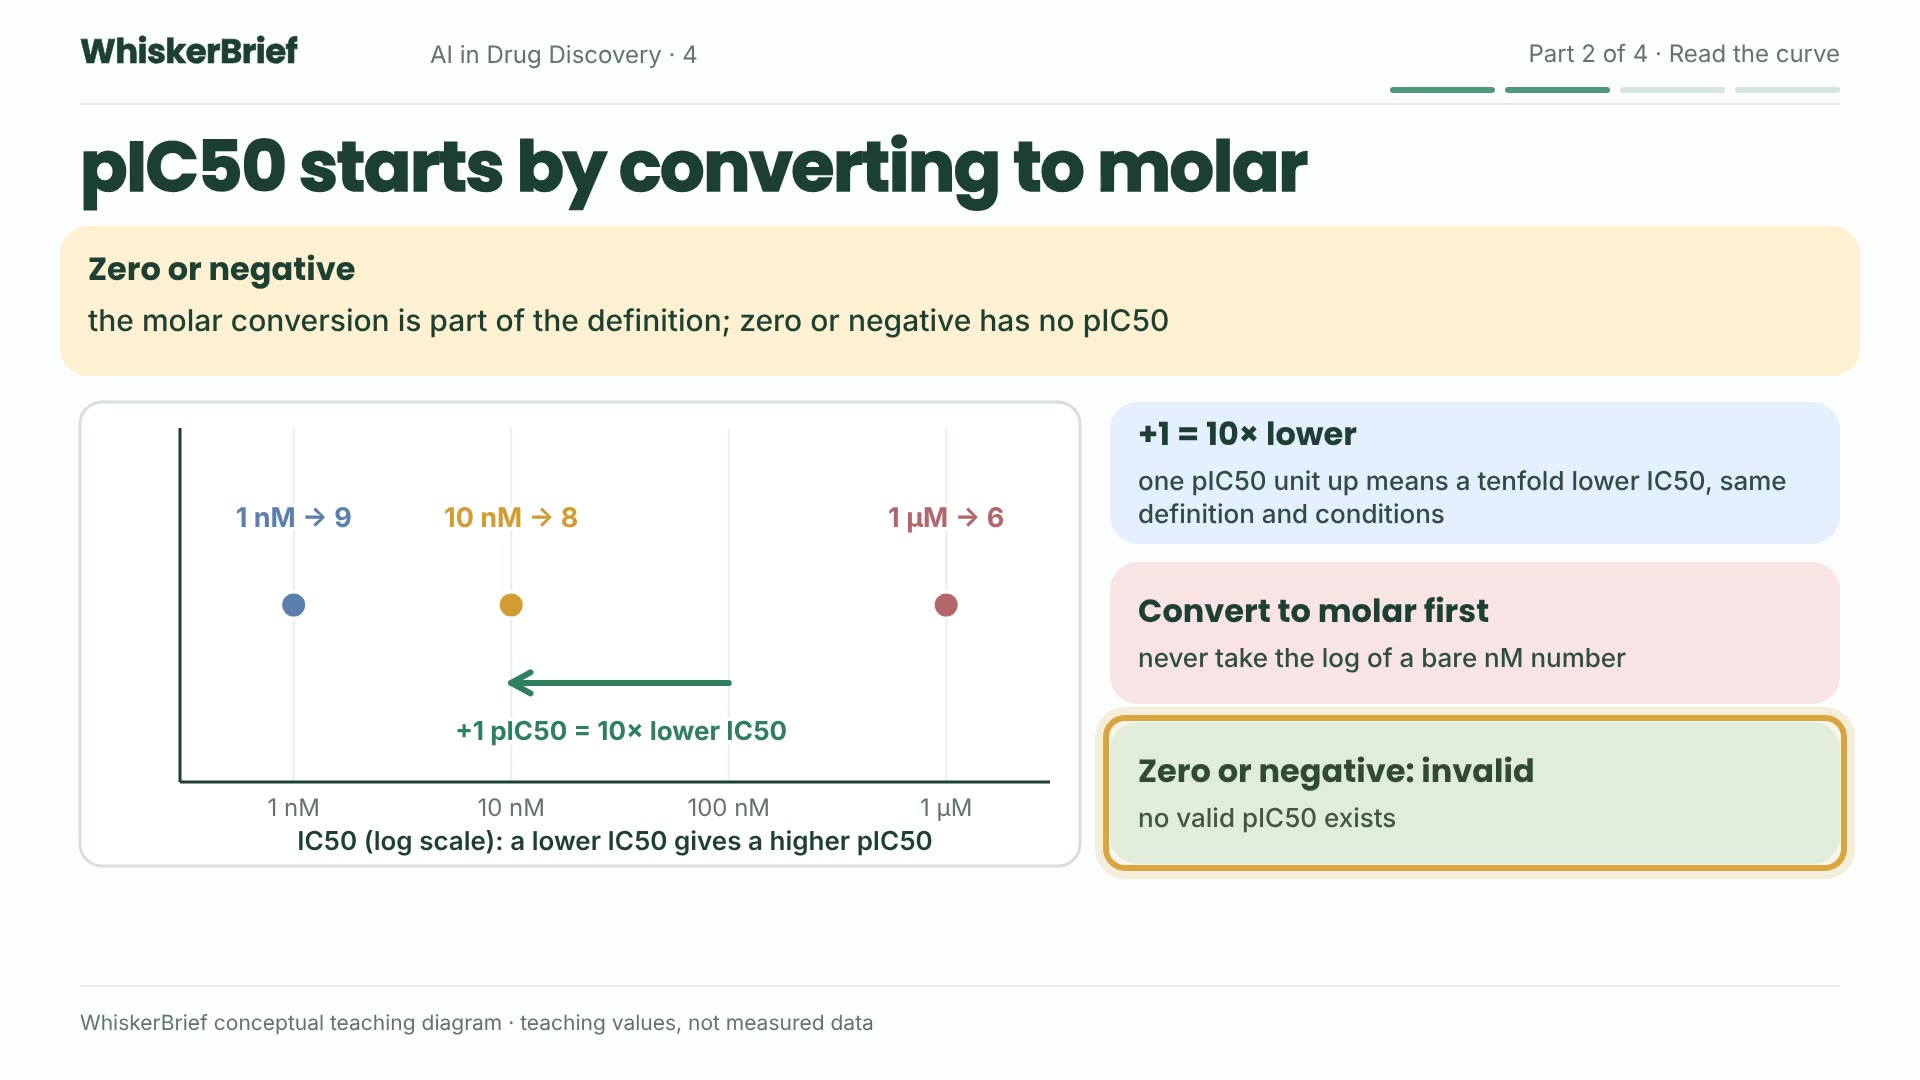 WhiskerBrief
AI in Drug Discovery · 4
Part 2 of 4 · Read the curve
pIC50 starts by converting to molar
Zero or negative
the molar conversion is part of the definition; zero or negative has no pIC50
1 nM → 9
10 nM → 8
1 µM → 6
+1 pIC50 = 10× lower IC50
1 nM
10 nM
100 nM
1 µM
IC50 (log scale): a lower IC50 gives a higher pIC50
+1 = 10× lower
one pIC50 unit up means a tenfold lower IC50, same
definition and conditions
Convert to molar first
never take the log of a bare nM number
Zero or negative: invalid
no valid pIC50 exists
WhiskerBrief conceptual teaching diagram · teaching values, not measured data